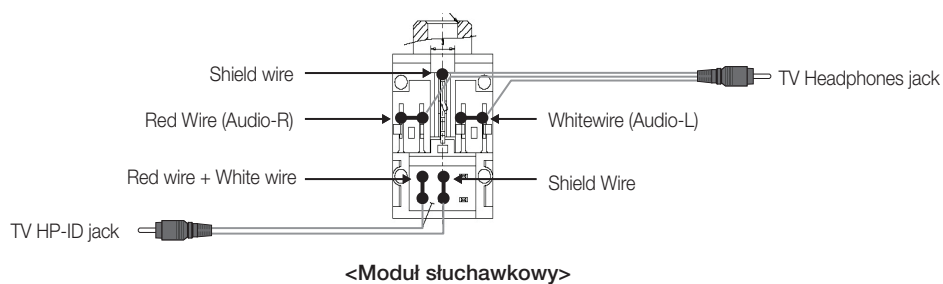 Shield wire
TV Headphones jack
Red Wire (Audio-R)
Whitewire (Audio-L)
Red wire + White wire
Shield Wire
TV HP-ID jack
<Moduł słuchawkowy>